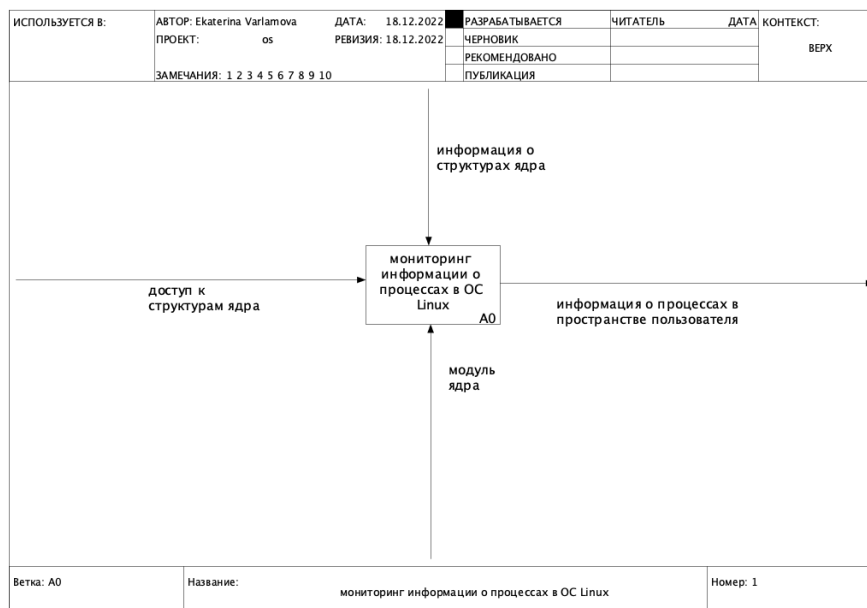 ИСПОЛЬЗУЕТСЯ В:
АВТОР: Ekaterina Varlamova
ДАТА: 18.12.2022
ПРОЕКТ: os
РЕВИЗИЯ: 18.12.2022
ЗАМЕЧАНИЯ: 1 2 3 4 5 6 7 8 9 10
РАЗРАБАТЫВАЕТСЯ
ЧЕРНОВИК
РЕКОМЕНДОВАНО
ПУБЛИКАЦИЯ
ЧИТАТЕЛЬ
ДАТА
КОНТЕКСТ:
ВЕРХ
информация о
структурах ядра
мониторинг
информации о
процессах в ОС
Linux
A0
доступ к
структурам ядра
информация о процессах в
пространстве пользователя
модуль
ядра
Ветка: A0
Название:
мониторинг информации о процессах в ОС Linux
Номер: 1